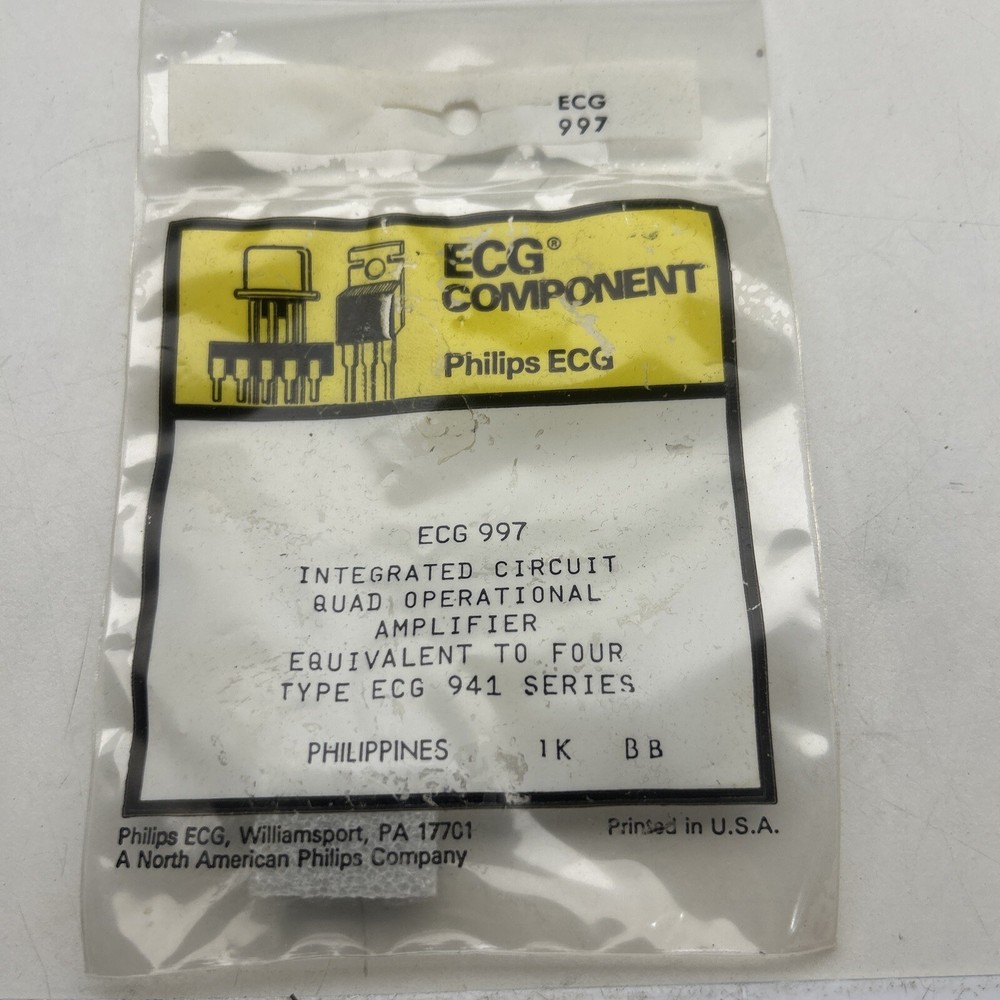 ECG
997
ECG®
COMPONENT
Philips ECG
ECG 997
INTEGRATED CIRCUIT
QUAD OPERATIONAL
AMPLIFIER
EQUIVALENT TO FOUR
TYPE ECG 941 SERIES
PHILIPPINES 1K BB
Philips ECG, Williamsport, PA 17701
A North American Philips Company
Printed in U.S.A.